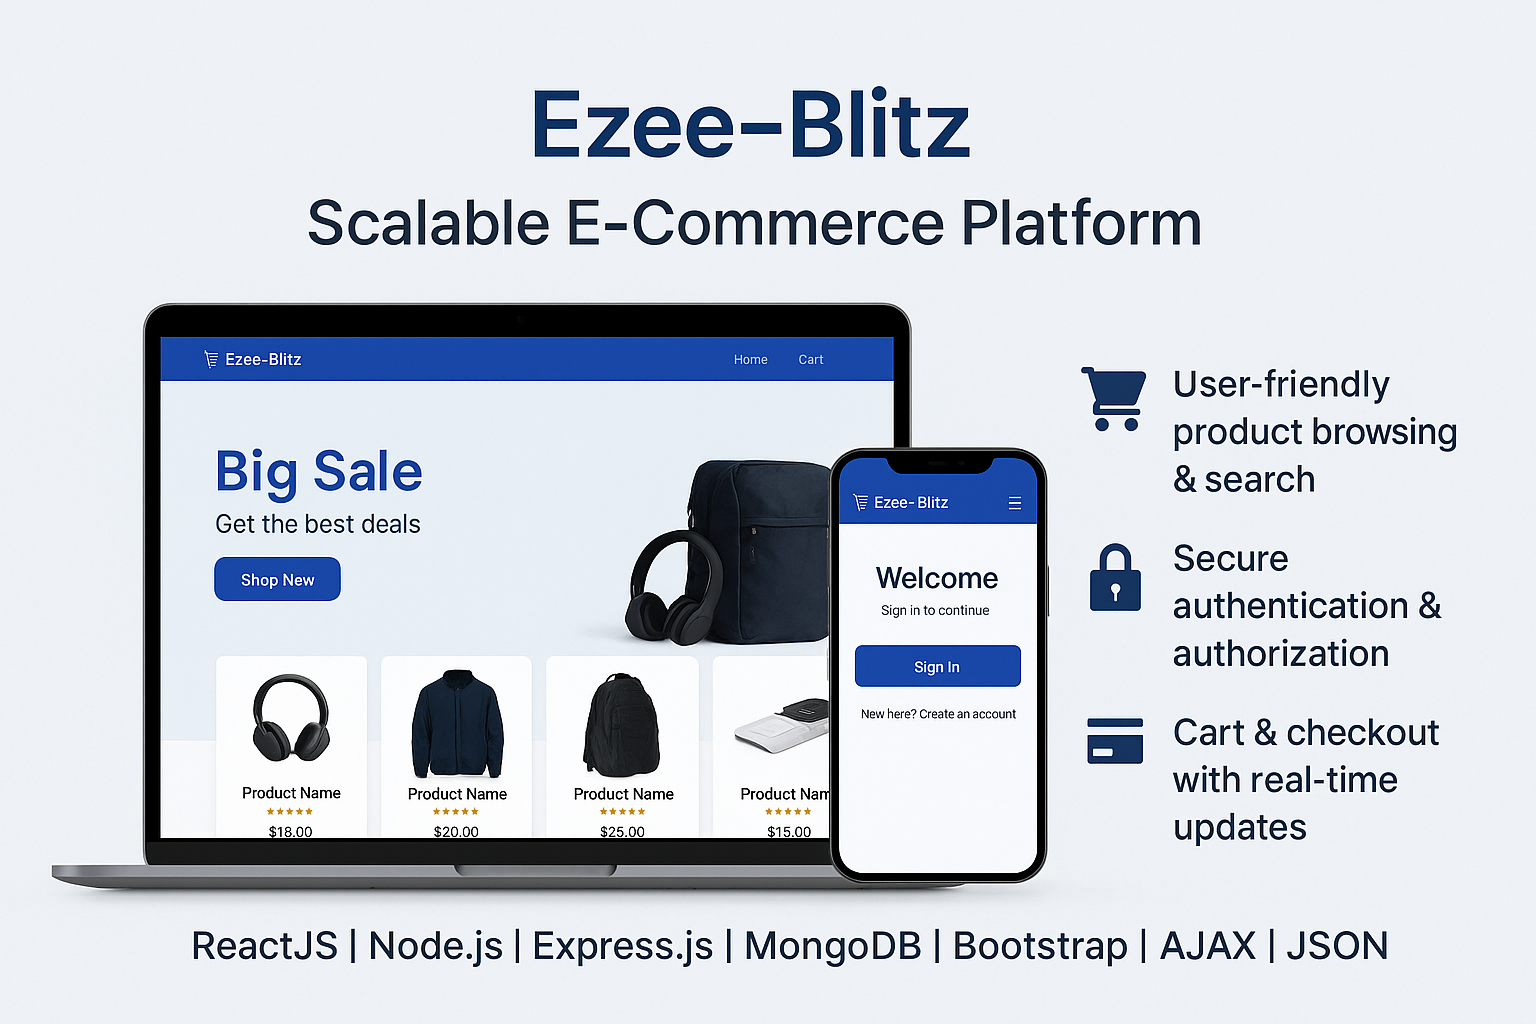 Ezee-Blitz
Scalable E-Commerce Platform
Ezee-Blitz
Home
Cart
Big Sale
Get the best deals
Shop New
Product Name
$18.00
Product Name
$20.00
Product Name
$25.00
Product Nam
$15.00
Ezee-Blitz
Welcome
Sign in to continue
Sign In
New here? Create an account
User-friendly
product browsing
& search
Secure
authentication &
authorization
Cart & checkout
with real-time
updates
ReactJS | Node.js | Express.js | MongoDB | Bootstrap | AJAX | JSON